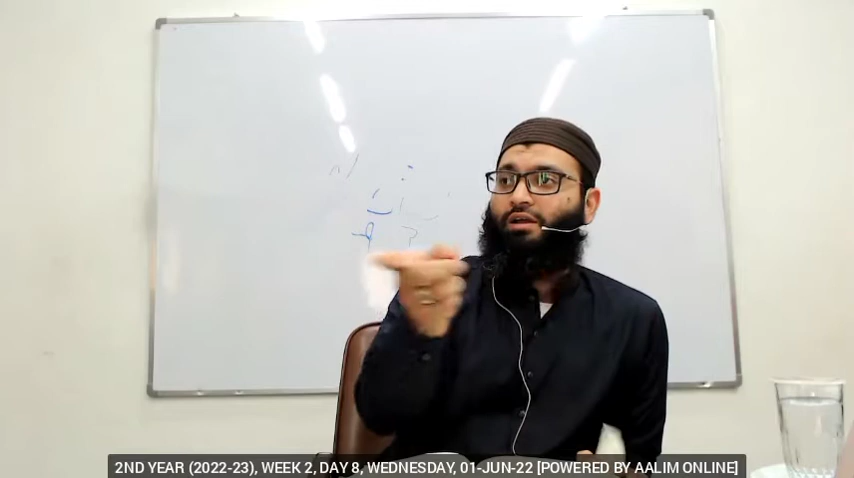 2ND YEAR (2022-23), WEEK 2, DAY 8, WEDNESDAY, 01-JUN-22 [POWERED BY AALIM ONLINE]